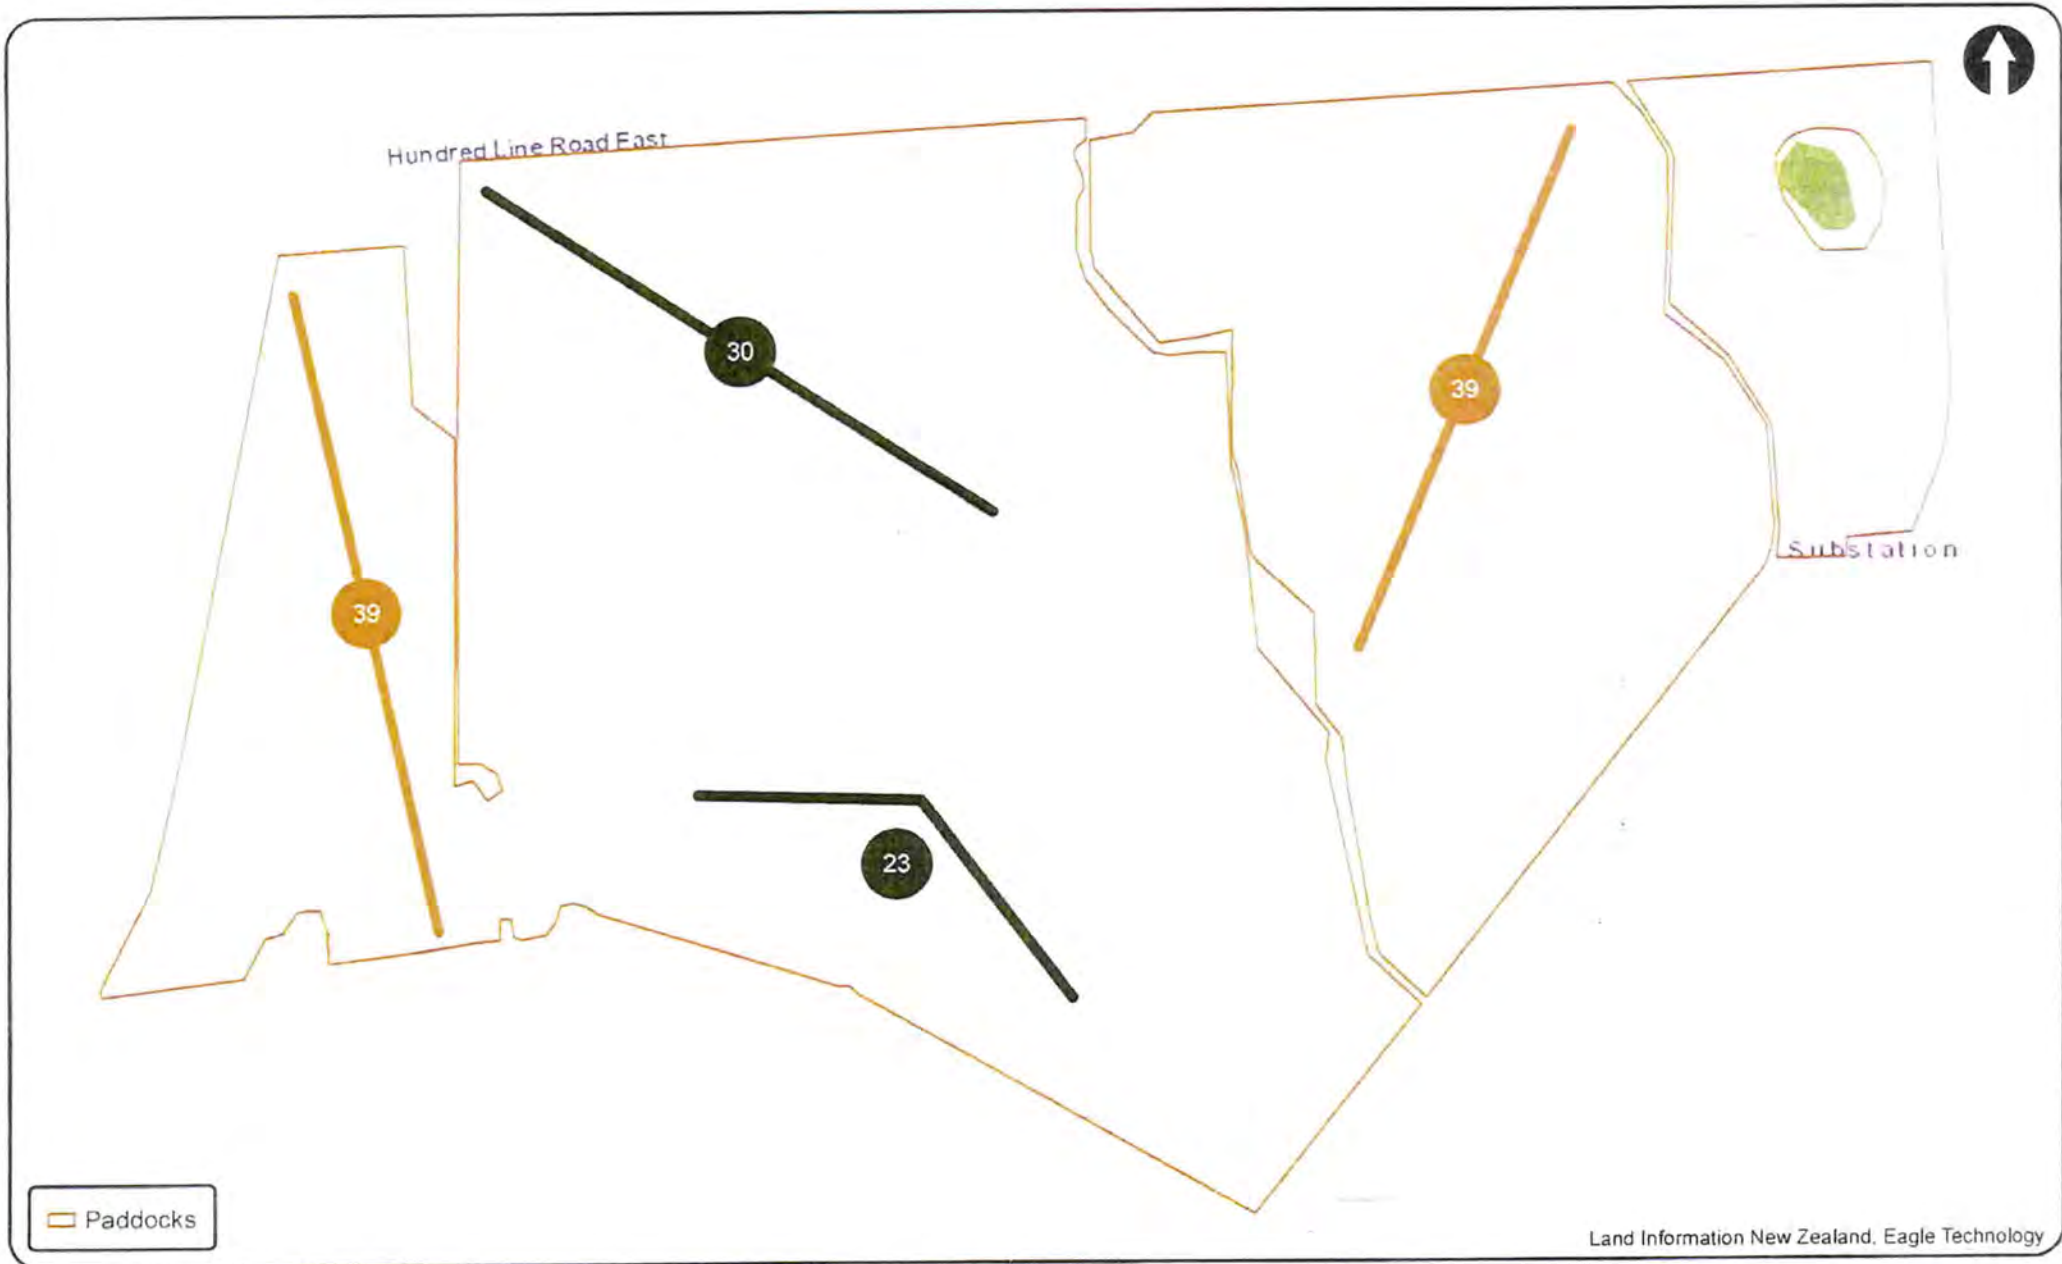 Hundred Line Road East
30
39
39
Substation
23
Paddocks
Land Information New Zealand, Eagle Technology